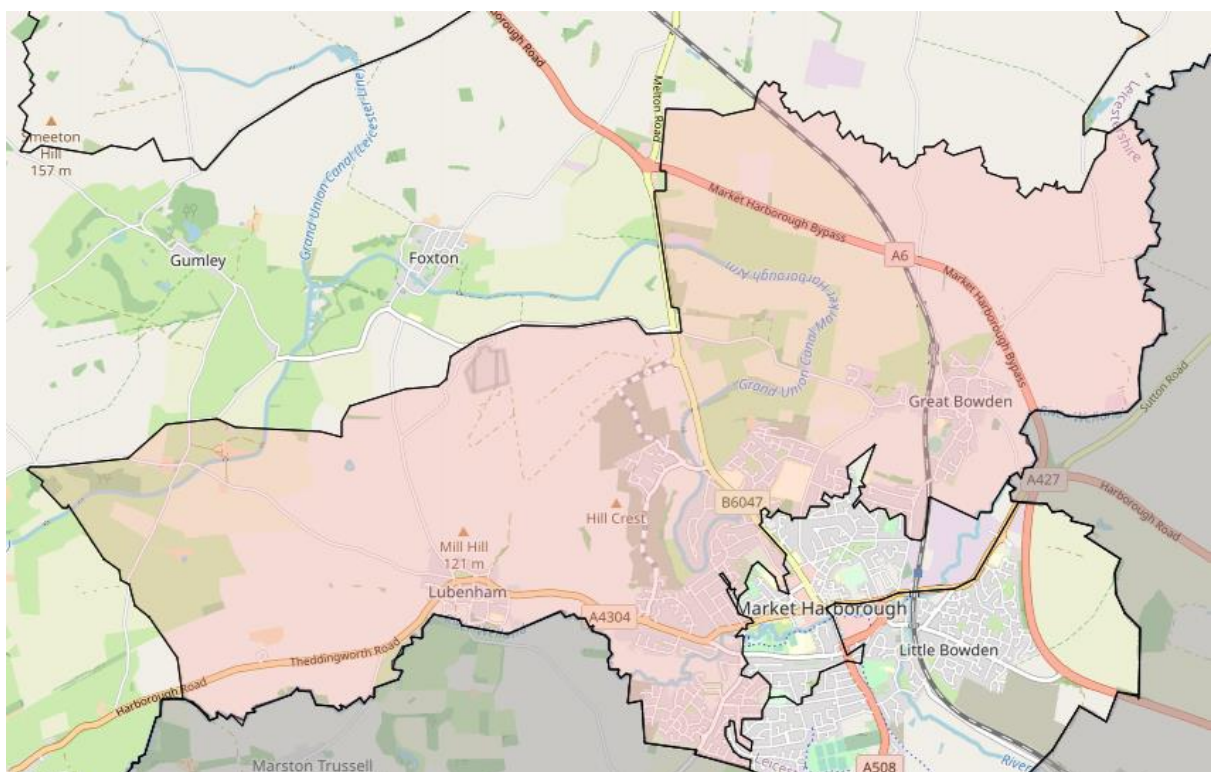 Harborough Road
Melton Road
Leicestershire
Smeeton
Hill
157 m
Grand Union Canal (Leicester Line)
Gumley
Foxton
Market Harborough Bypass
A6
Market Harborough Bypass
Grand Union Canal Market Harborough Arm
Sutton Road
Great Bowden
A427
Harborough Road
B6047
Hill Crest
Mill Hill
121 m
Lubenham
A4304
Market Harborough
Little Bowden
Theddingworth Road
Harborough Road
Marston Trussell
A508